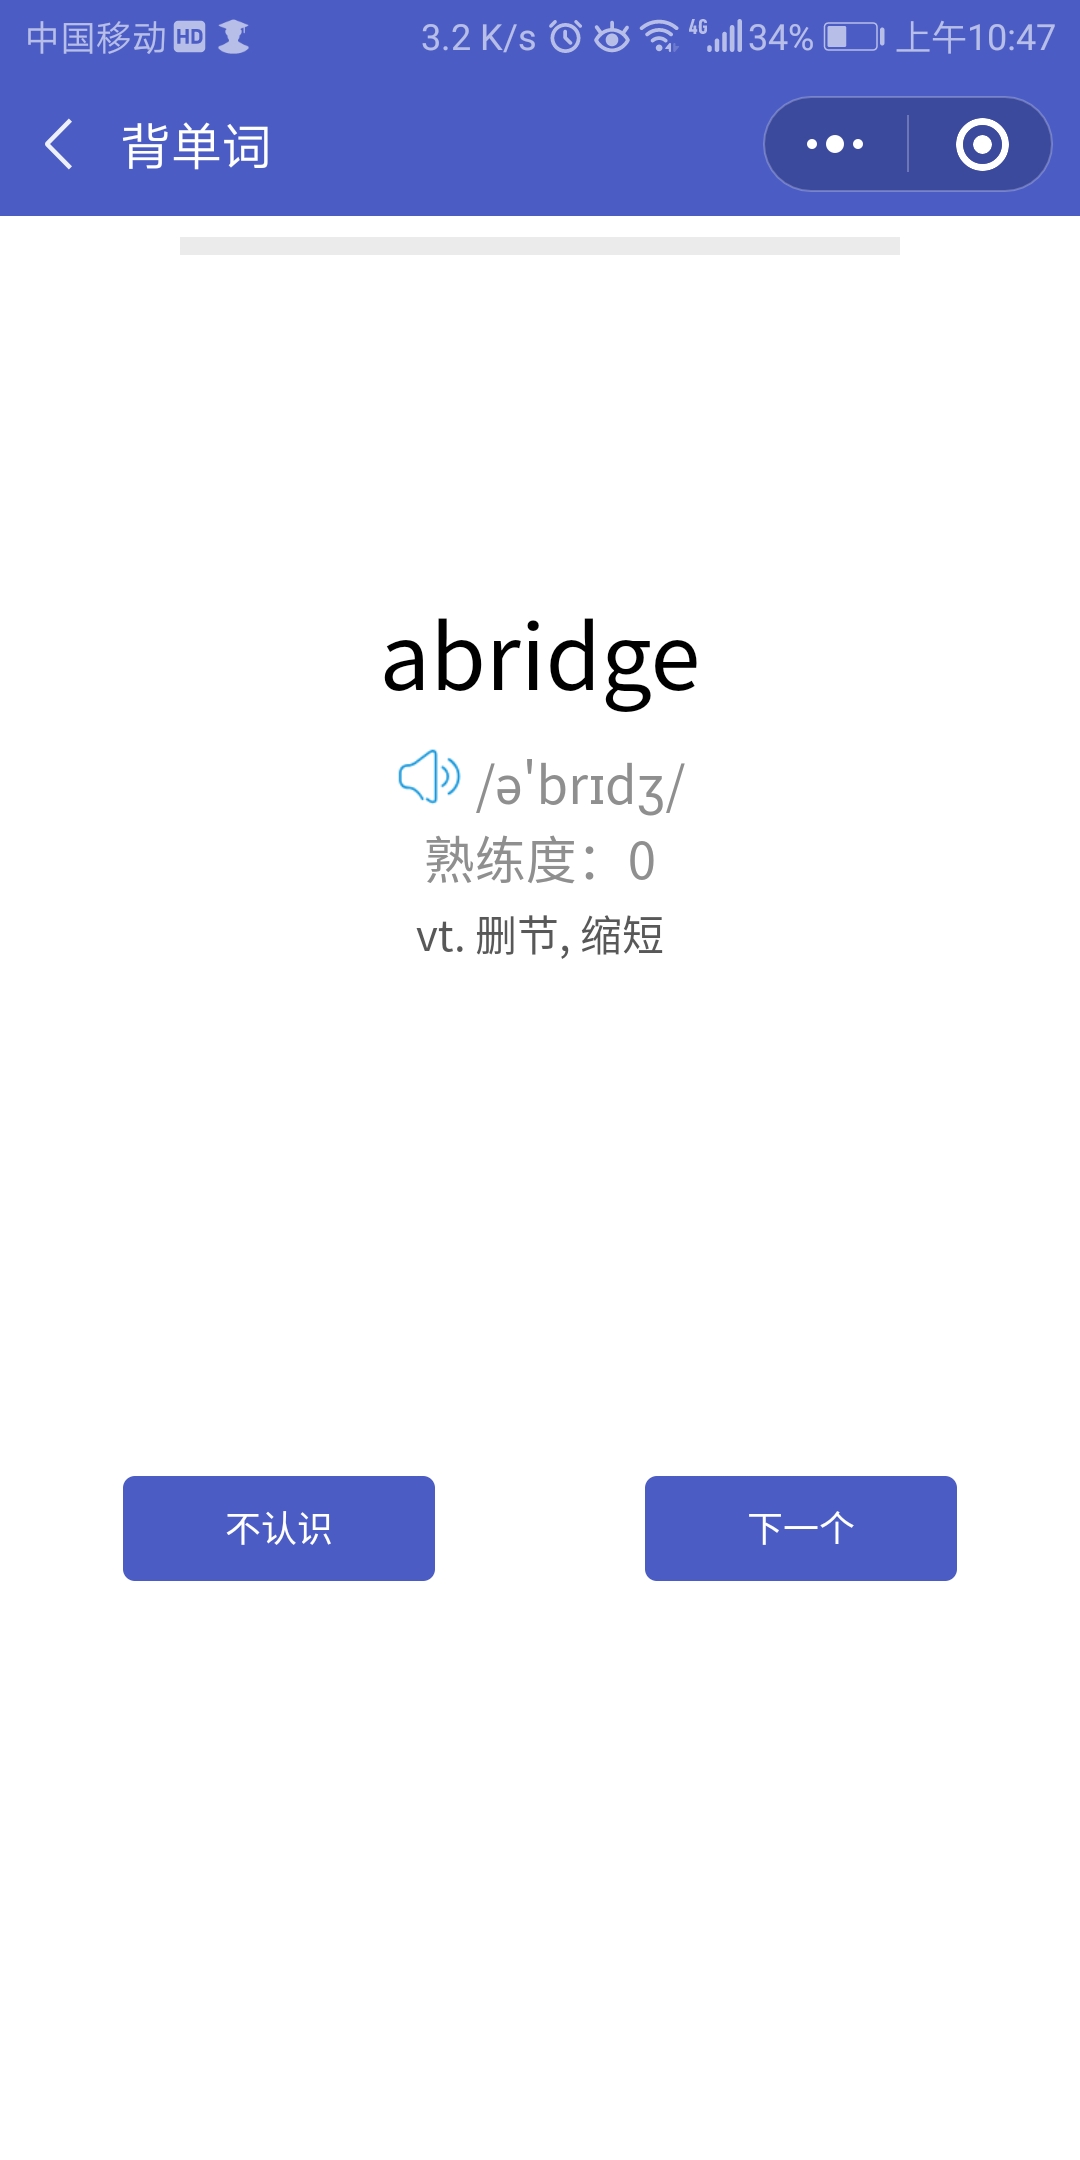 中国移动 HD 3.2 K/s 4G 34% 上午10:47
背单词
abridge
/ə'brɪdʒ/
熟练度：0
vt. 删节, 缩短
不认识 下一个